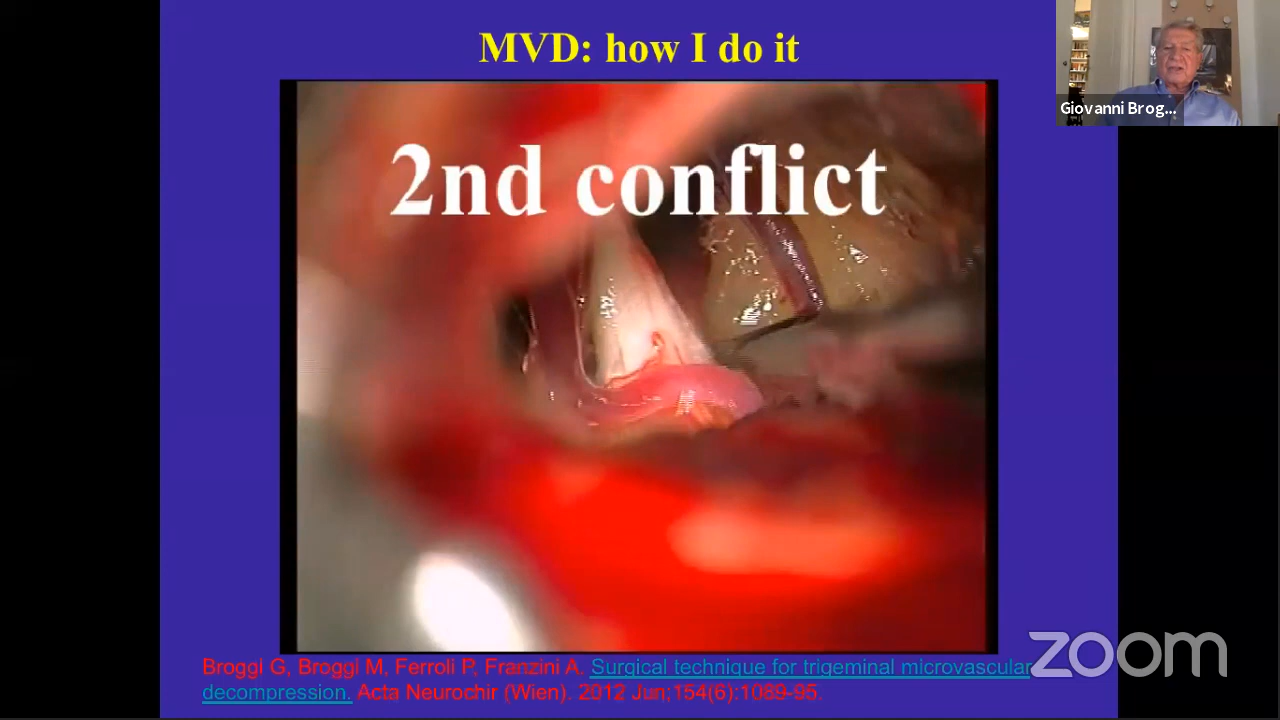 MVD: how I do it
Giovanni Brog...
2nd conflict
zoom
Broggi G, Broggi M, Ferroli P, Franzini A. Surgical technique for trigeminal microvascular
decompression. Acta Neurochir (Wien). 2012 Jun;154(6):1089-95.